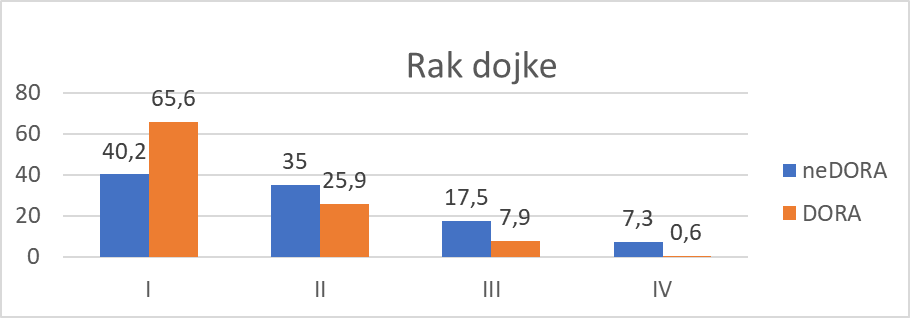 Rak dojke
80
60
40
20
0
40,2
65,6
35
25,9
17,5
7,9
7,3
0,6
I
II
III
IV
neDORA
DORA